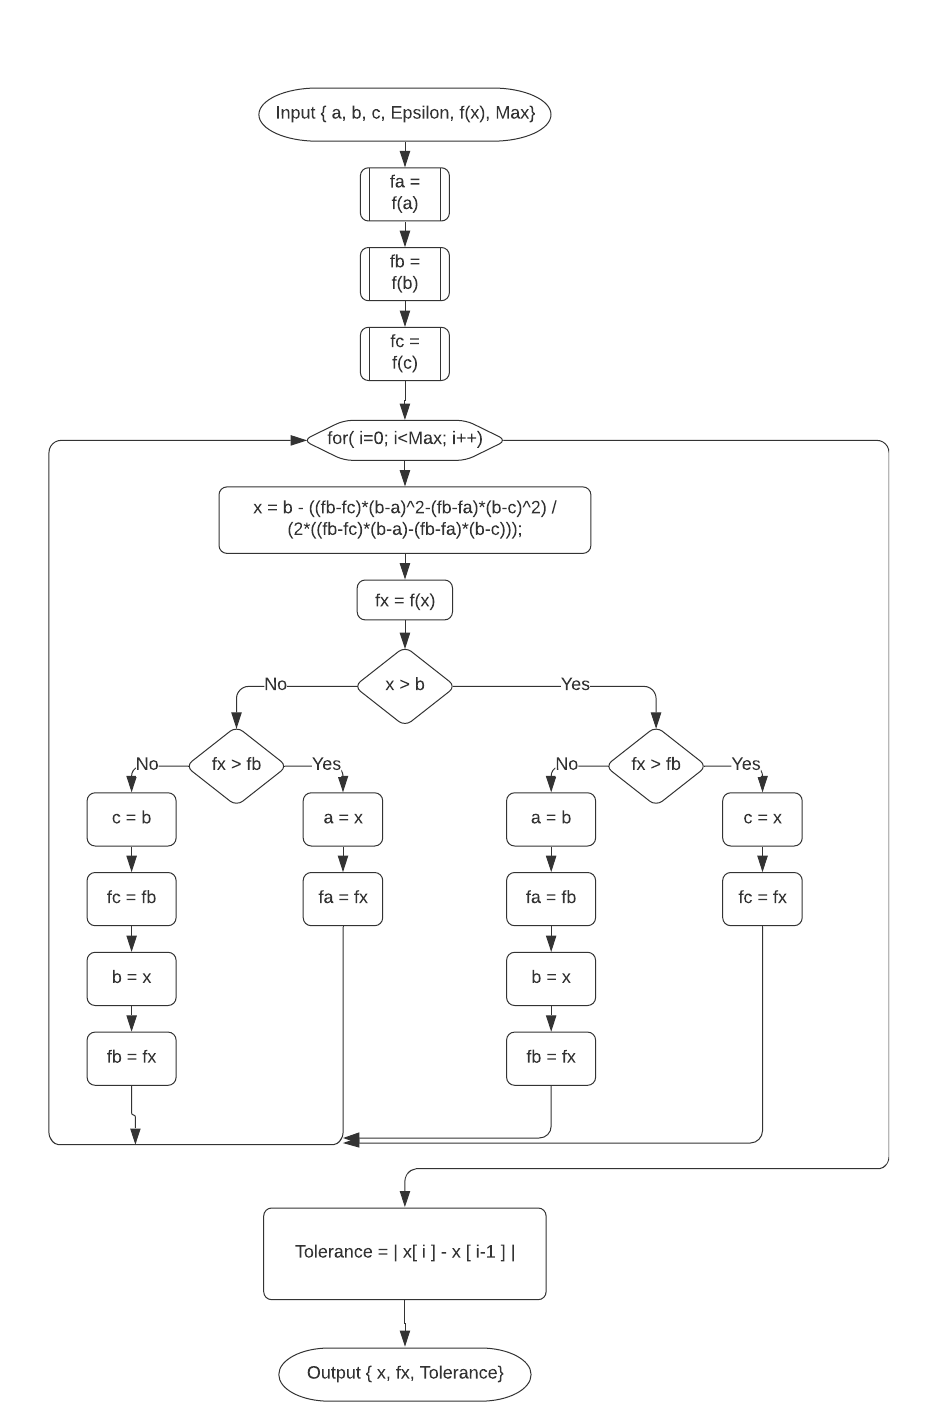 Input { a, b, c, Epsilon, f(x), Max}
fa =
f(a)
fb =
f(b)
fc =
f(c)
for( i=0; i<Max; i++)
x = b - ((fb-fc)*(b-a)^2-(fb-fa)*(b-c)^2) /
(2*((fb-fc)*(b-a)-(fb-fa)*(b-c)));
fx = f(x)
x > b
No
Yes
fx > fb
No
Yes
c = b
fc = fb
b = x
fb = fx
a = x
fa = fx
fx > fb
No
Yes
a = b
fa = fb
b = x
fb = fx
c = x
fc = fx
Tolerance = | x[ i ] - x [ i-1 ] |
Output { x, fx, Tolerance}